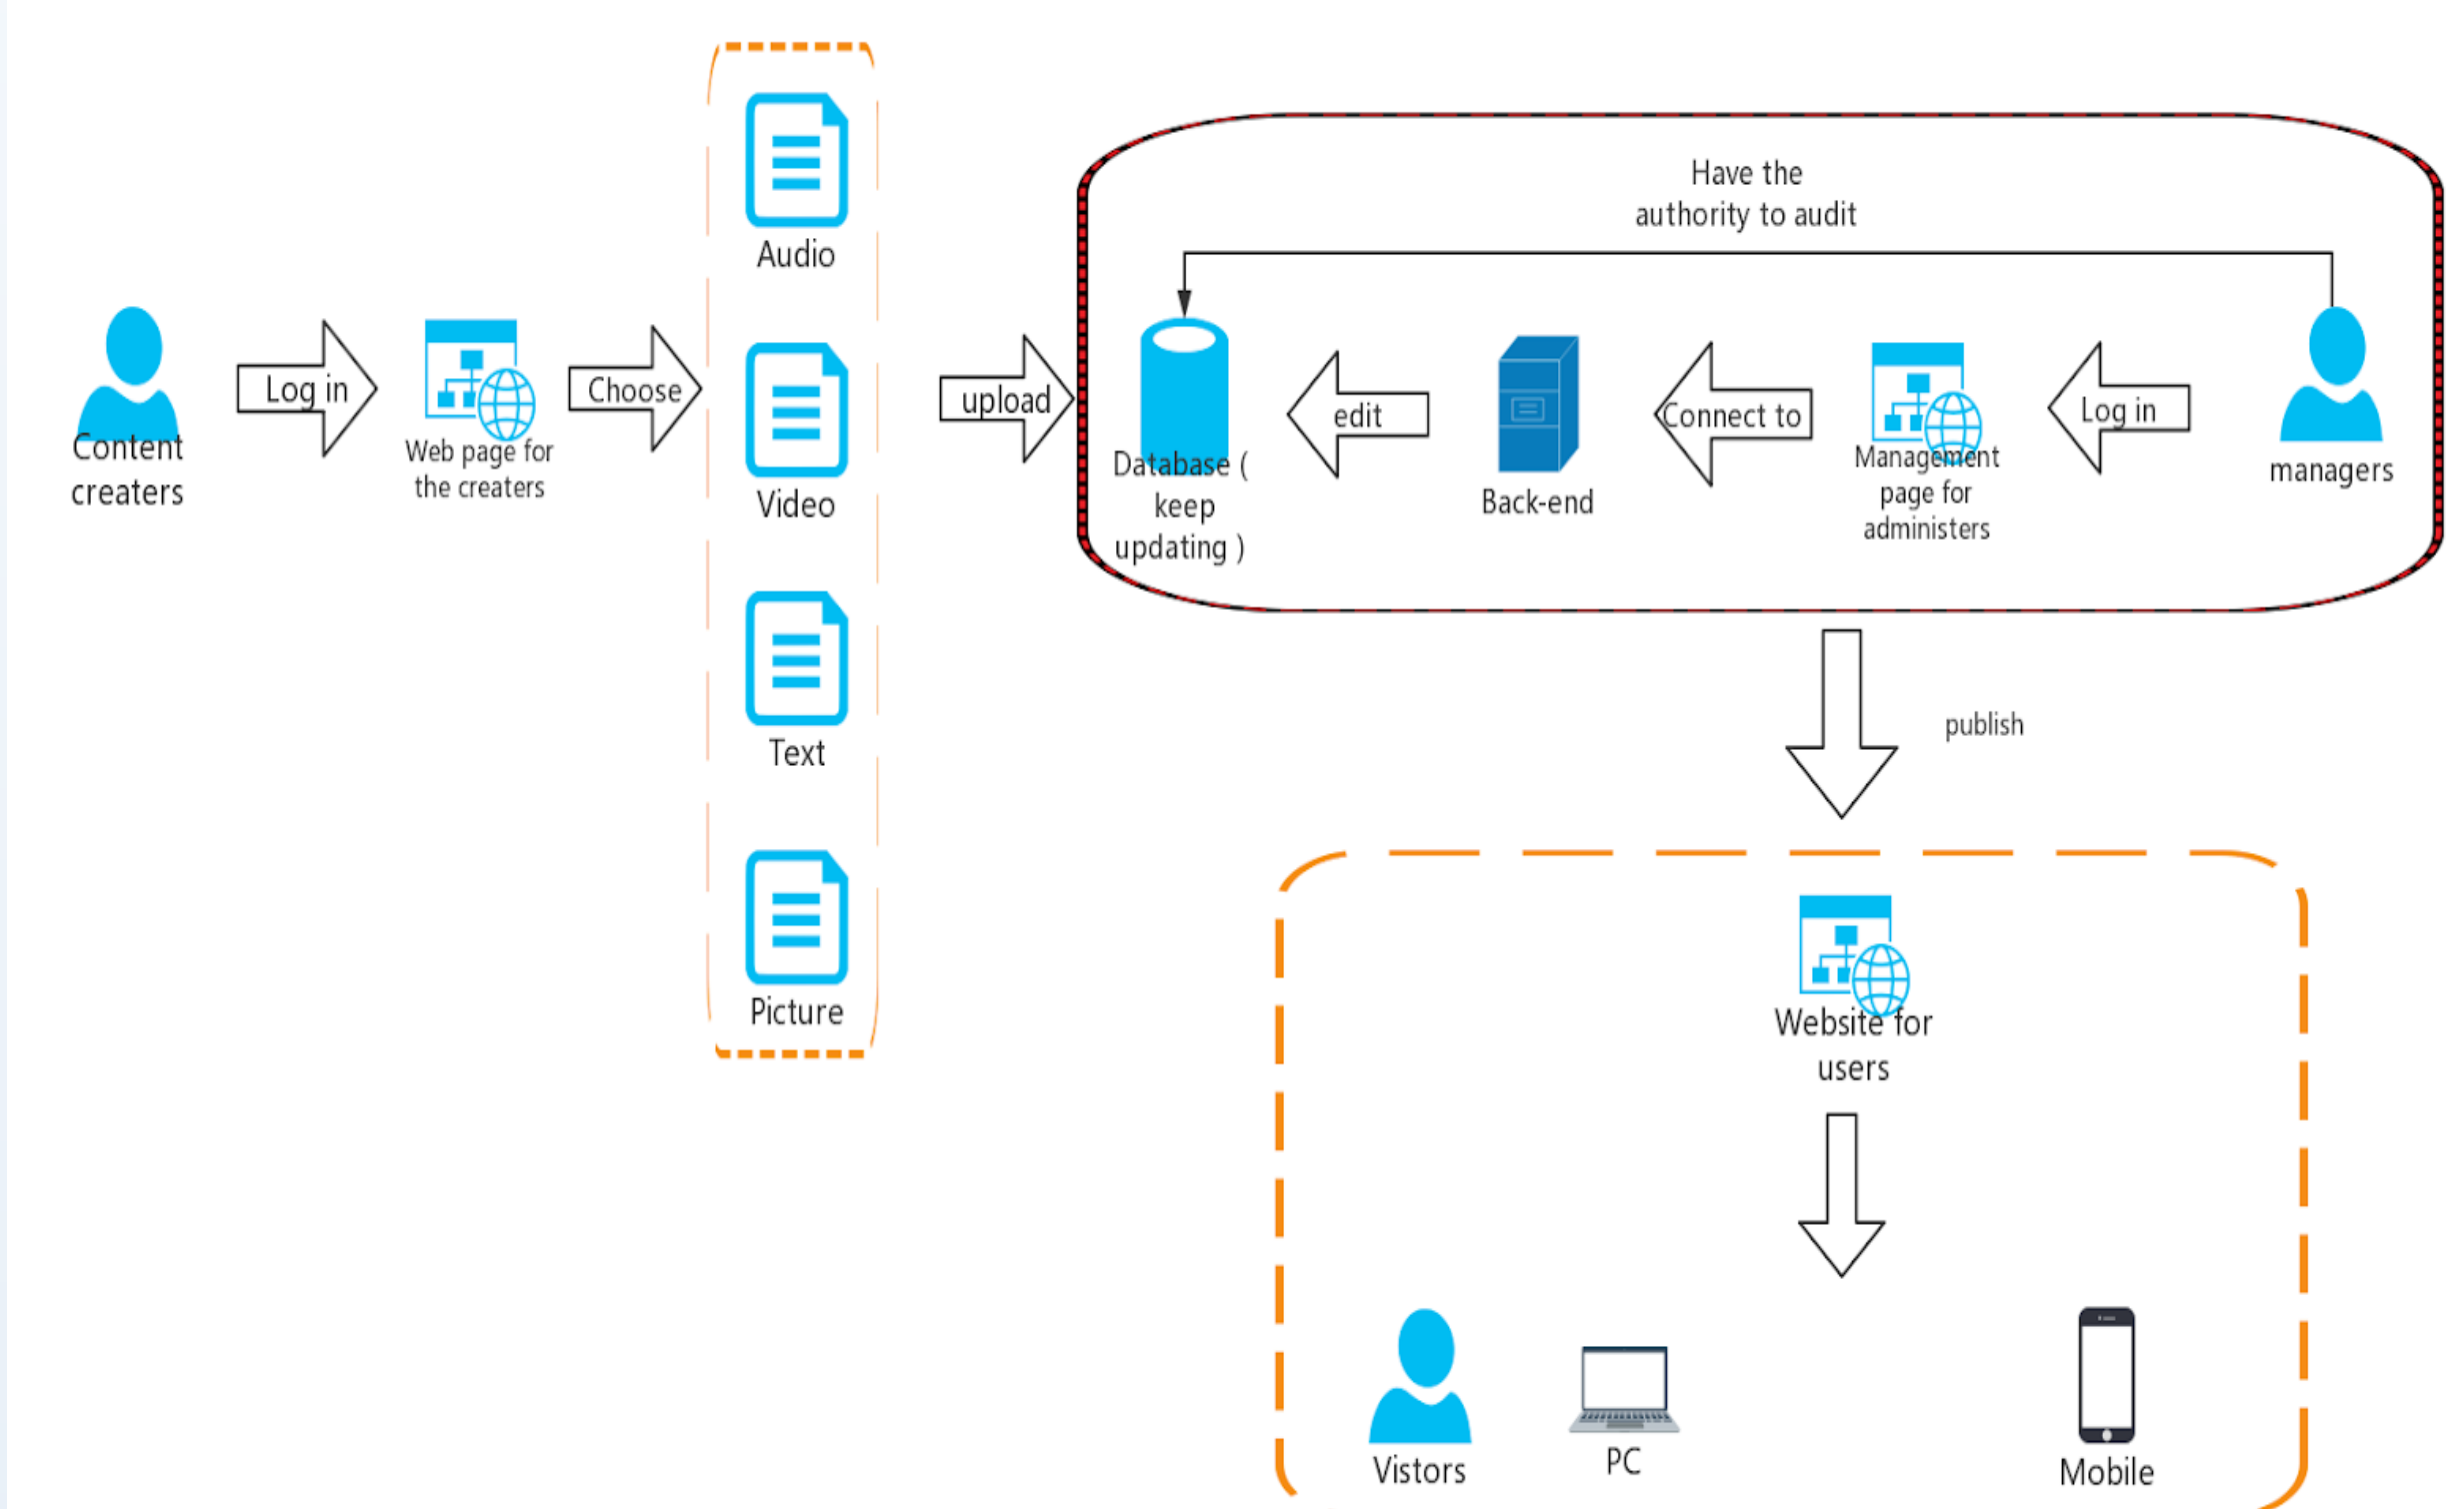 Content
creaters
Log in
Web page for
the creaters
Choose
Audio
Video
Text
Picture
upload
Have the
authority to audit
Database (
keep
updating )
edit
Back-end
Connect to
Management
page for
administers
Log in
managers
publish
Website for
users
Vistors
PC
Mobile